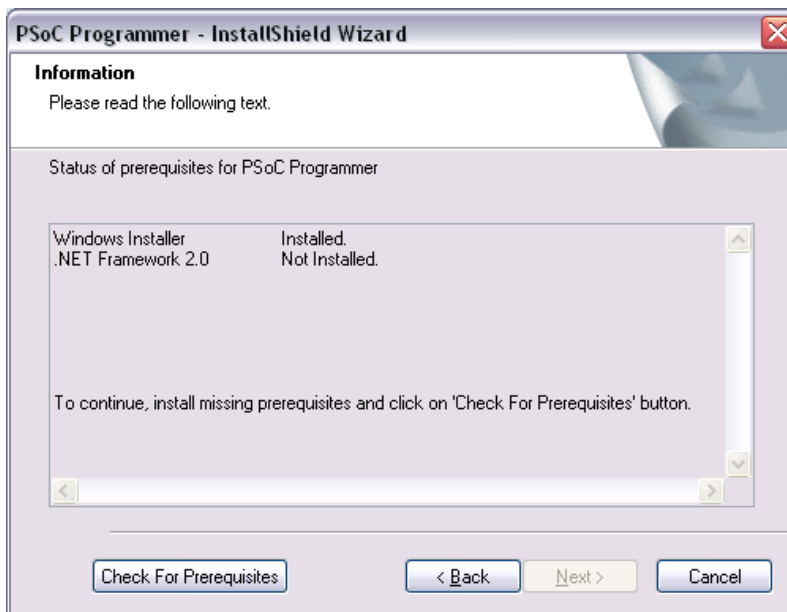 PSoC Programmer - InstallShield Wizard
Information
Please read the following text.
Status of prerequisites for PSoC Programmer
Windows Installer Installed.
.NET Framework 2.0 Not Installed.
To continue, install missing prerequisites and click on 'Check For Prerequisites' button.
Check For Prerequisites < Back Next > Cancel